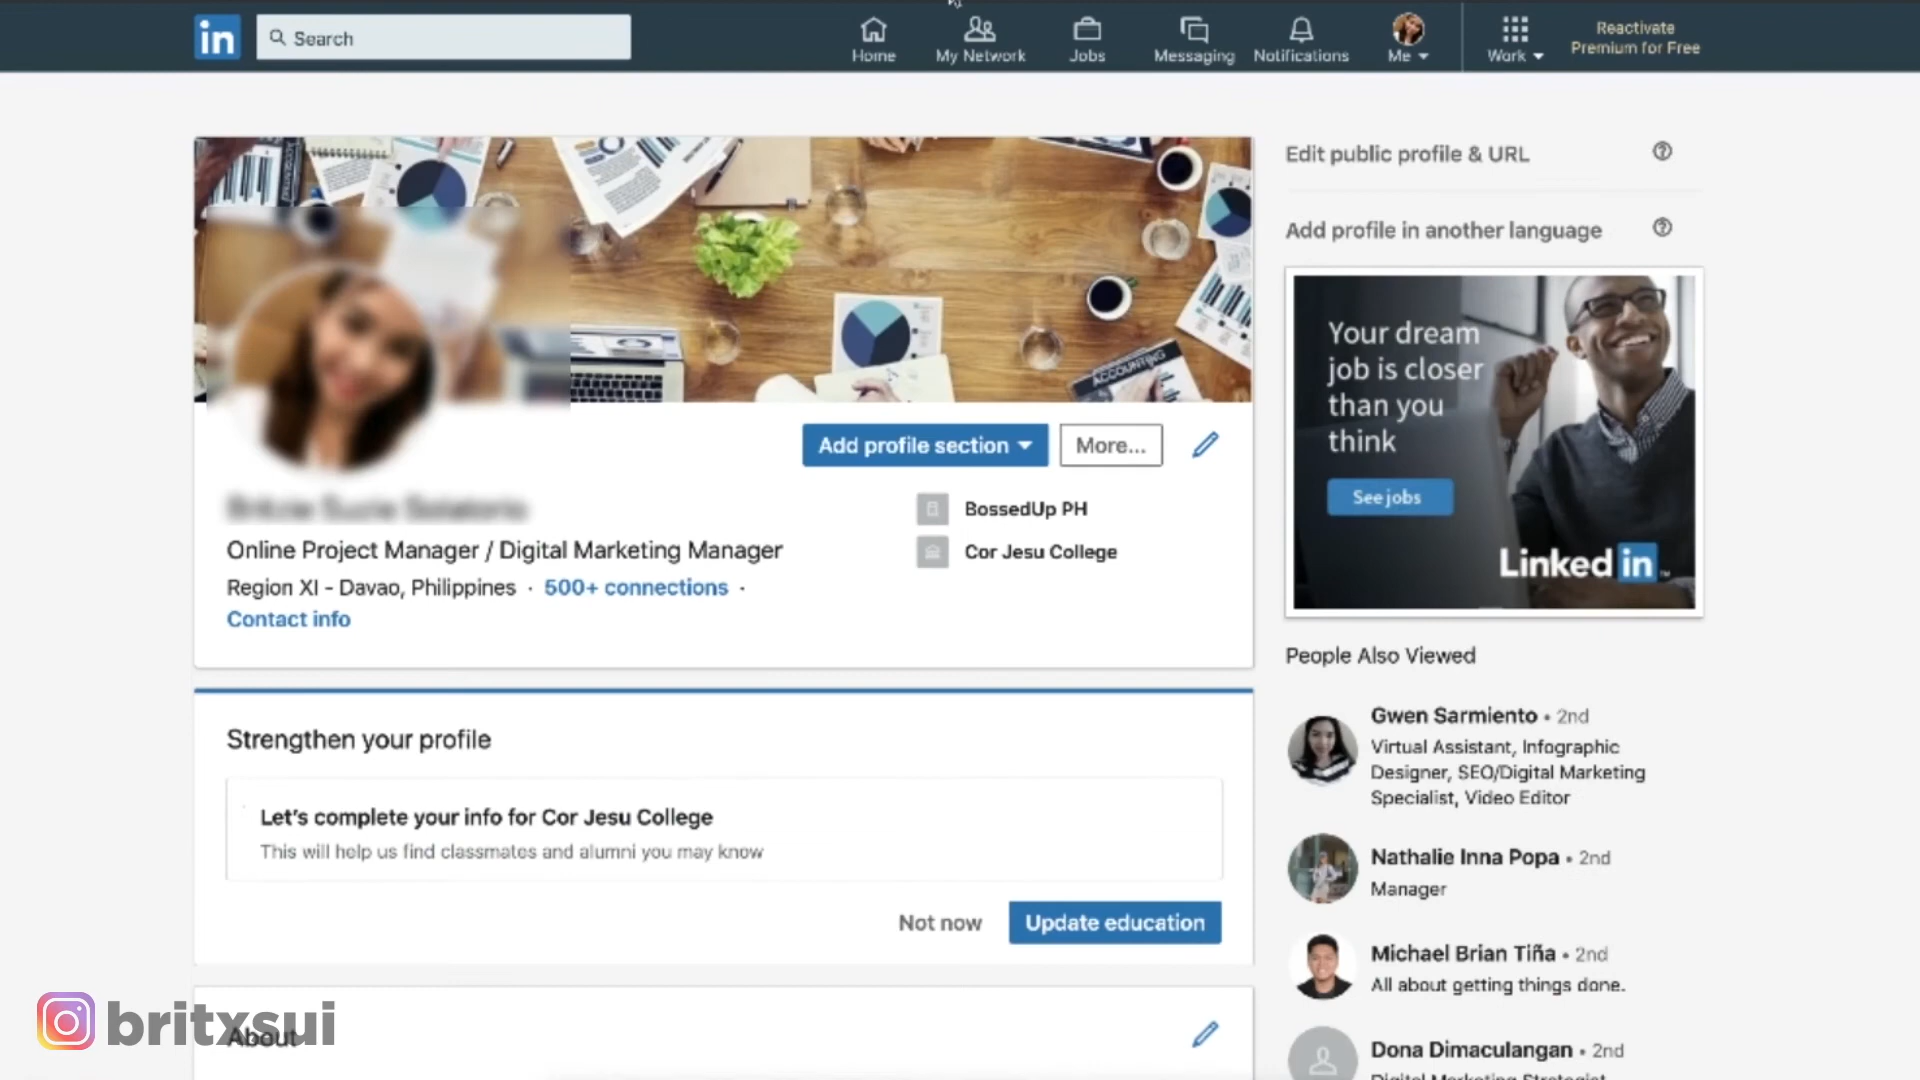 in
Search
Home
My Network
Jobs
Messaging
Notifications
Me
Work
Reactivate
Premium for Free
ACCOUNTING
Add profile section
More...
BossedUp PH
Cor Jesu College
Online Project Manager / Digital Marketing Manager
Region XI - Davao, Philippines · 500+ connections ·
Contact info
Strengthen your profile
Let's complete your info for Cor Jesu College
This will help us find classmates and alumni you may know
Not now
Update education
About
britxsui
Edit public profile & URL
Add profile in another language
Your dream
job is closer
than you
think
See jobs
Linked in
People Also Viewed
Gwen Sarmiento • 2nd
Virtual Assistant, Infographic
Designer, SEO/Digital Marketing
Specialist, Video Editor
Nathalie Inna Popa • 2nd
Manager
Michael Brian Tiña • 2nd
All about getting things done.
Dona Dimaculangan • 2nd
Digital Marketing Strategist